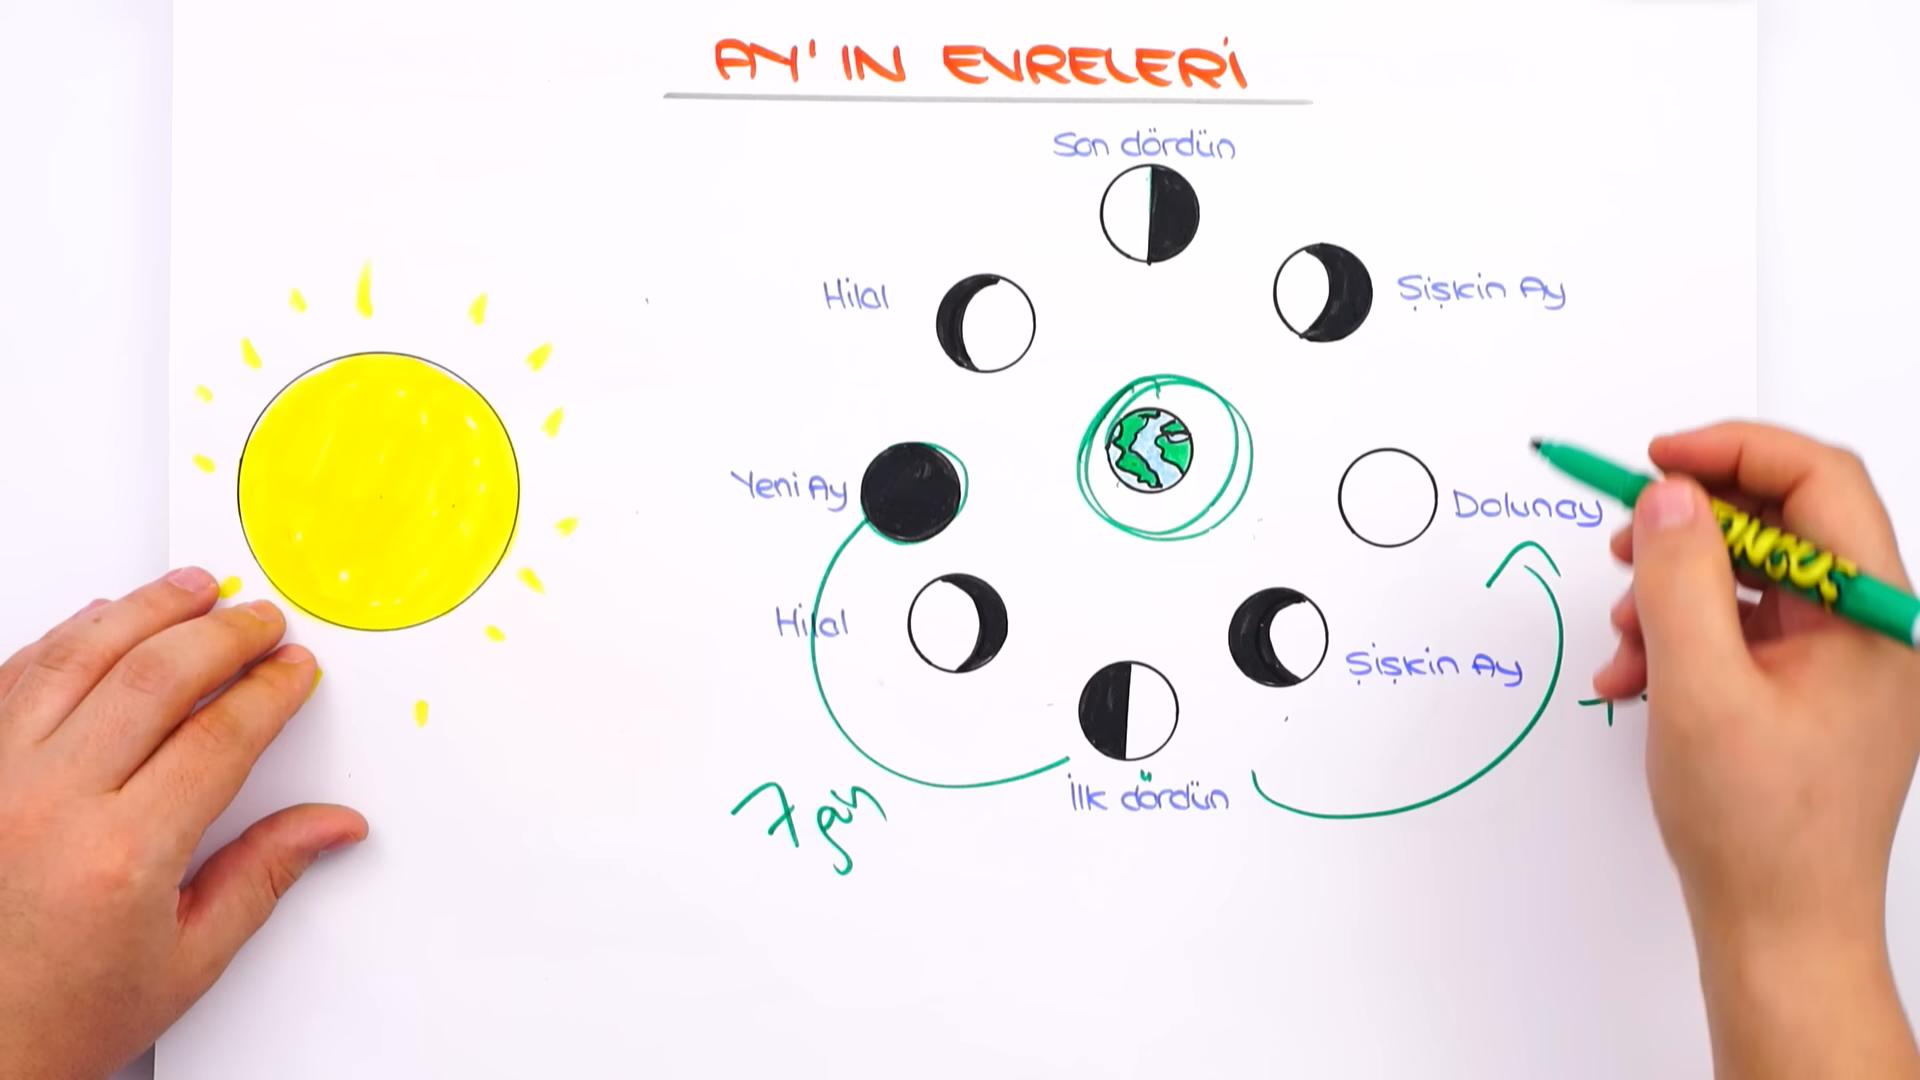 AY'IN EVRELERİ
Son dördün
Hilal
Şişkin Ay
Yeni Ay
Dolunay
Hilal
Şişkin Ay
İlk dördün
7 gün